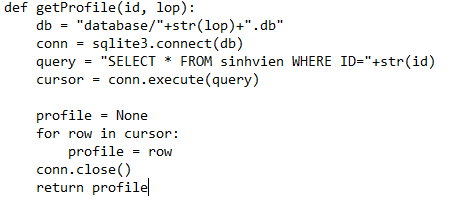 def getProfile(id, lop):
    db = "database/"+str(lop)+".db"
    conn = sqlite3.connect(db)
    query = "SELECT * FROM sinhvien WHERE ID="+str(id)
    cursor = conn.execute(query)

    profile = None
    for row in cursor:
        profile = row
    conn.close()
    return profile